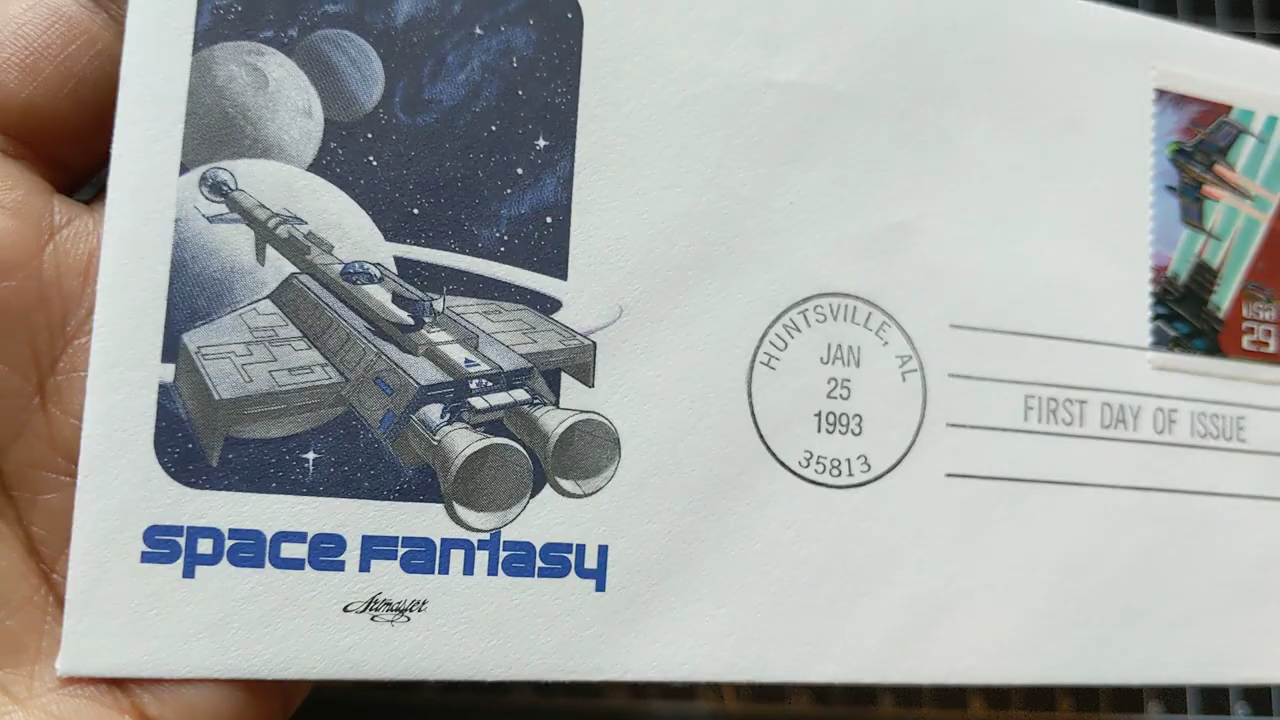 space Fantasy
Artmaster
HUNTSVILLE, AL
JAN
25
1993
35813
FIRST DAY OF ISSUE
USA
29